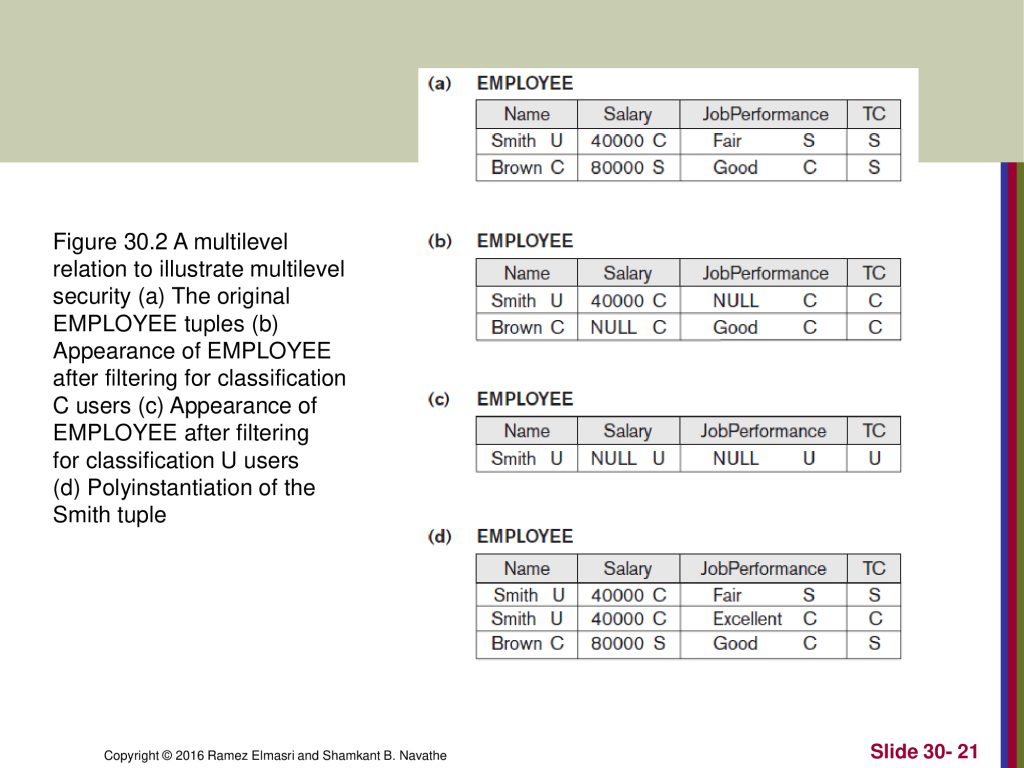 (a) EMPLOYEE
Name Salary JobPerformance TC
Smith U 40000 C Fair S S
Brown C 80000 S Good C S
Figure 30.2 A multilevel
relation to illustrate multilevel
security (a) The original
EMPLOYEE tuples (b)
Appearance of EMPLOYEE
after filtering for classification
C users (c) Appearance of
EMPLOYEE after filtering
for classification U users
(d) Polyinstantiation of the
Smith tuple
(b) EMPLOYEE
Name Salary JobPerformance TC
Smith U 40000 C NULL C C
Brown C NULL C Good C C
(c) EMPLOYEE
Name Salary JobPerformance TC
Smith U NULL U NULL U U
(d) EMPLOYEE
Name Salary JobPerformance TC
Smith U 40000 C Fair S S
Smith U 40000 C Excellent C C
Brown C 80000 S Good C S
Copyright © 2016 Ramez Elmasri and Shamkant B. Navathe
Slide 30- 21